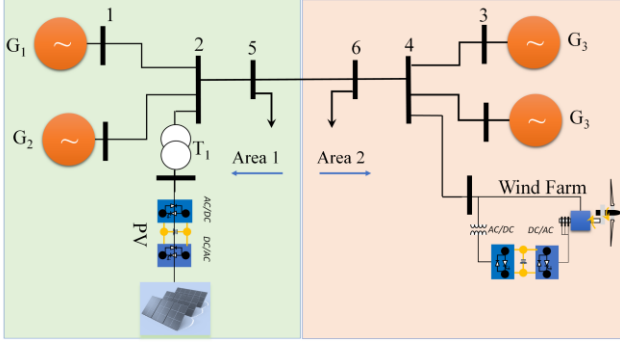 1
G1
2
5
6
4
3
G3
G2
T1
G3
Area 1
Area 2
Wind Farm
PV
AC/DC
DC/AC
AC/DC
DC/AC